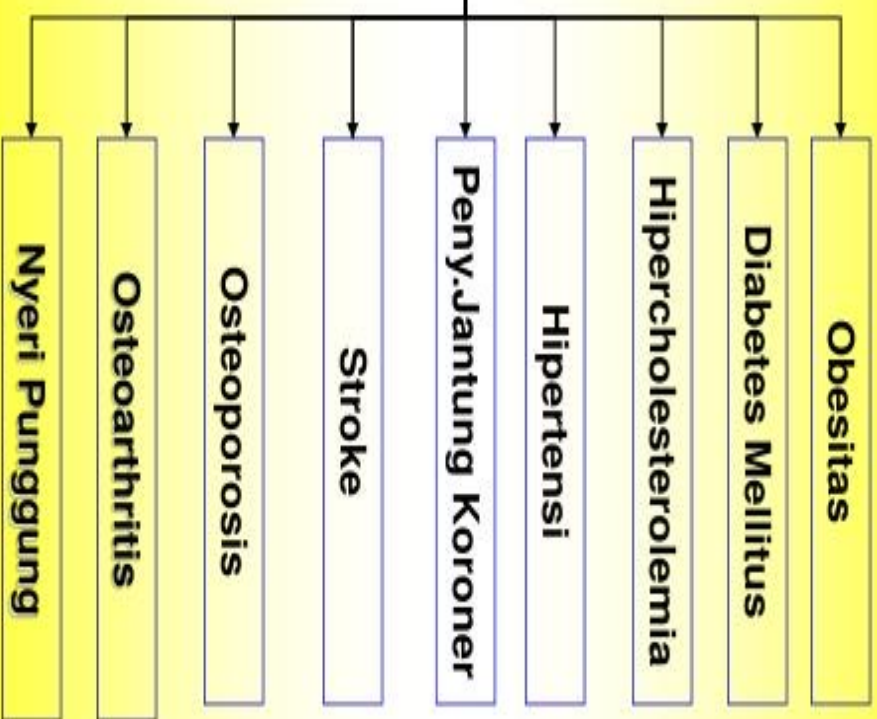 Obesitas
Diabetes Mellitus
Hipercholesterolemia
Hipertensi
Peny.Jantung Koroner
Stroke
Osteoporosis
Osteoarthritis
Nyeri Punggung